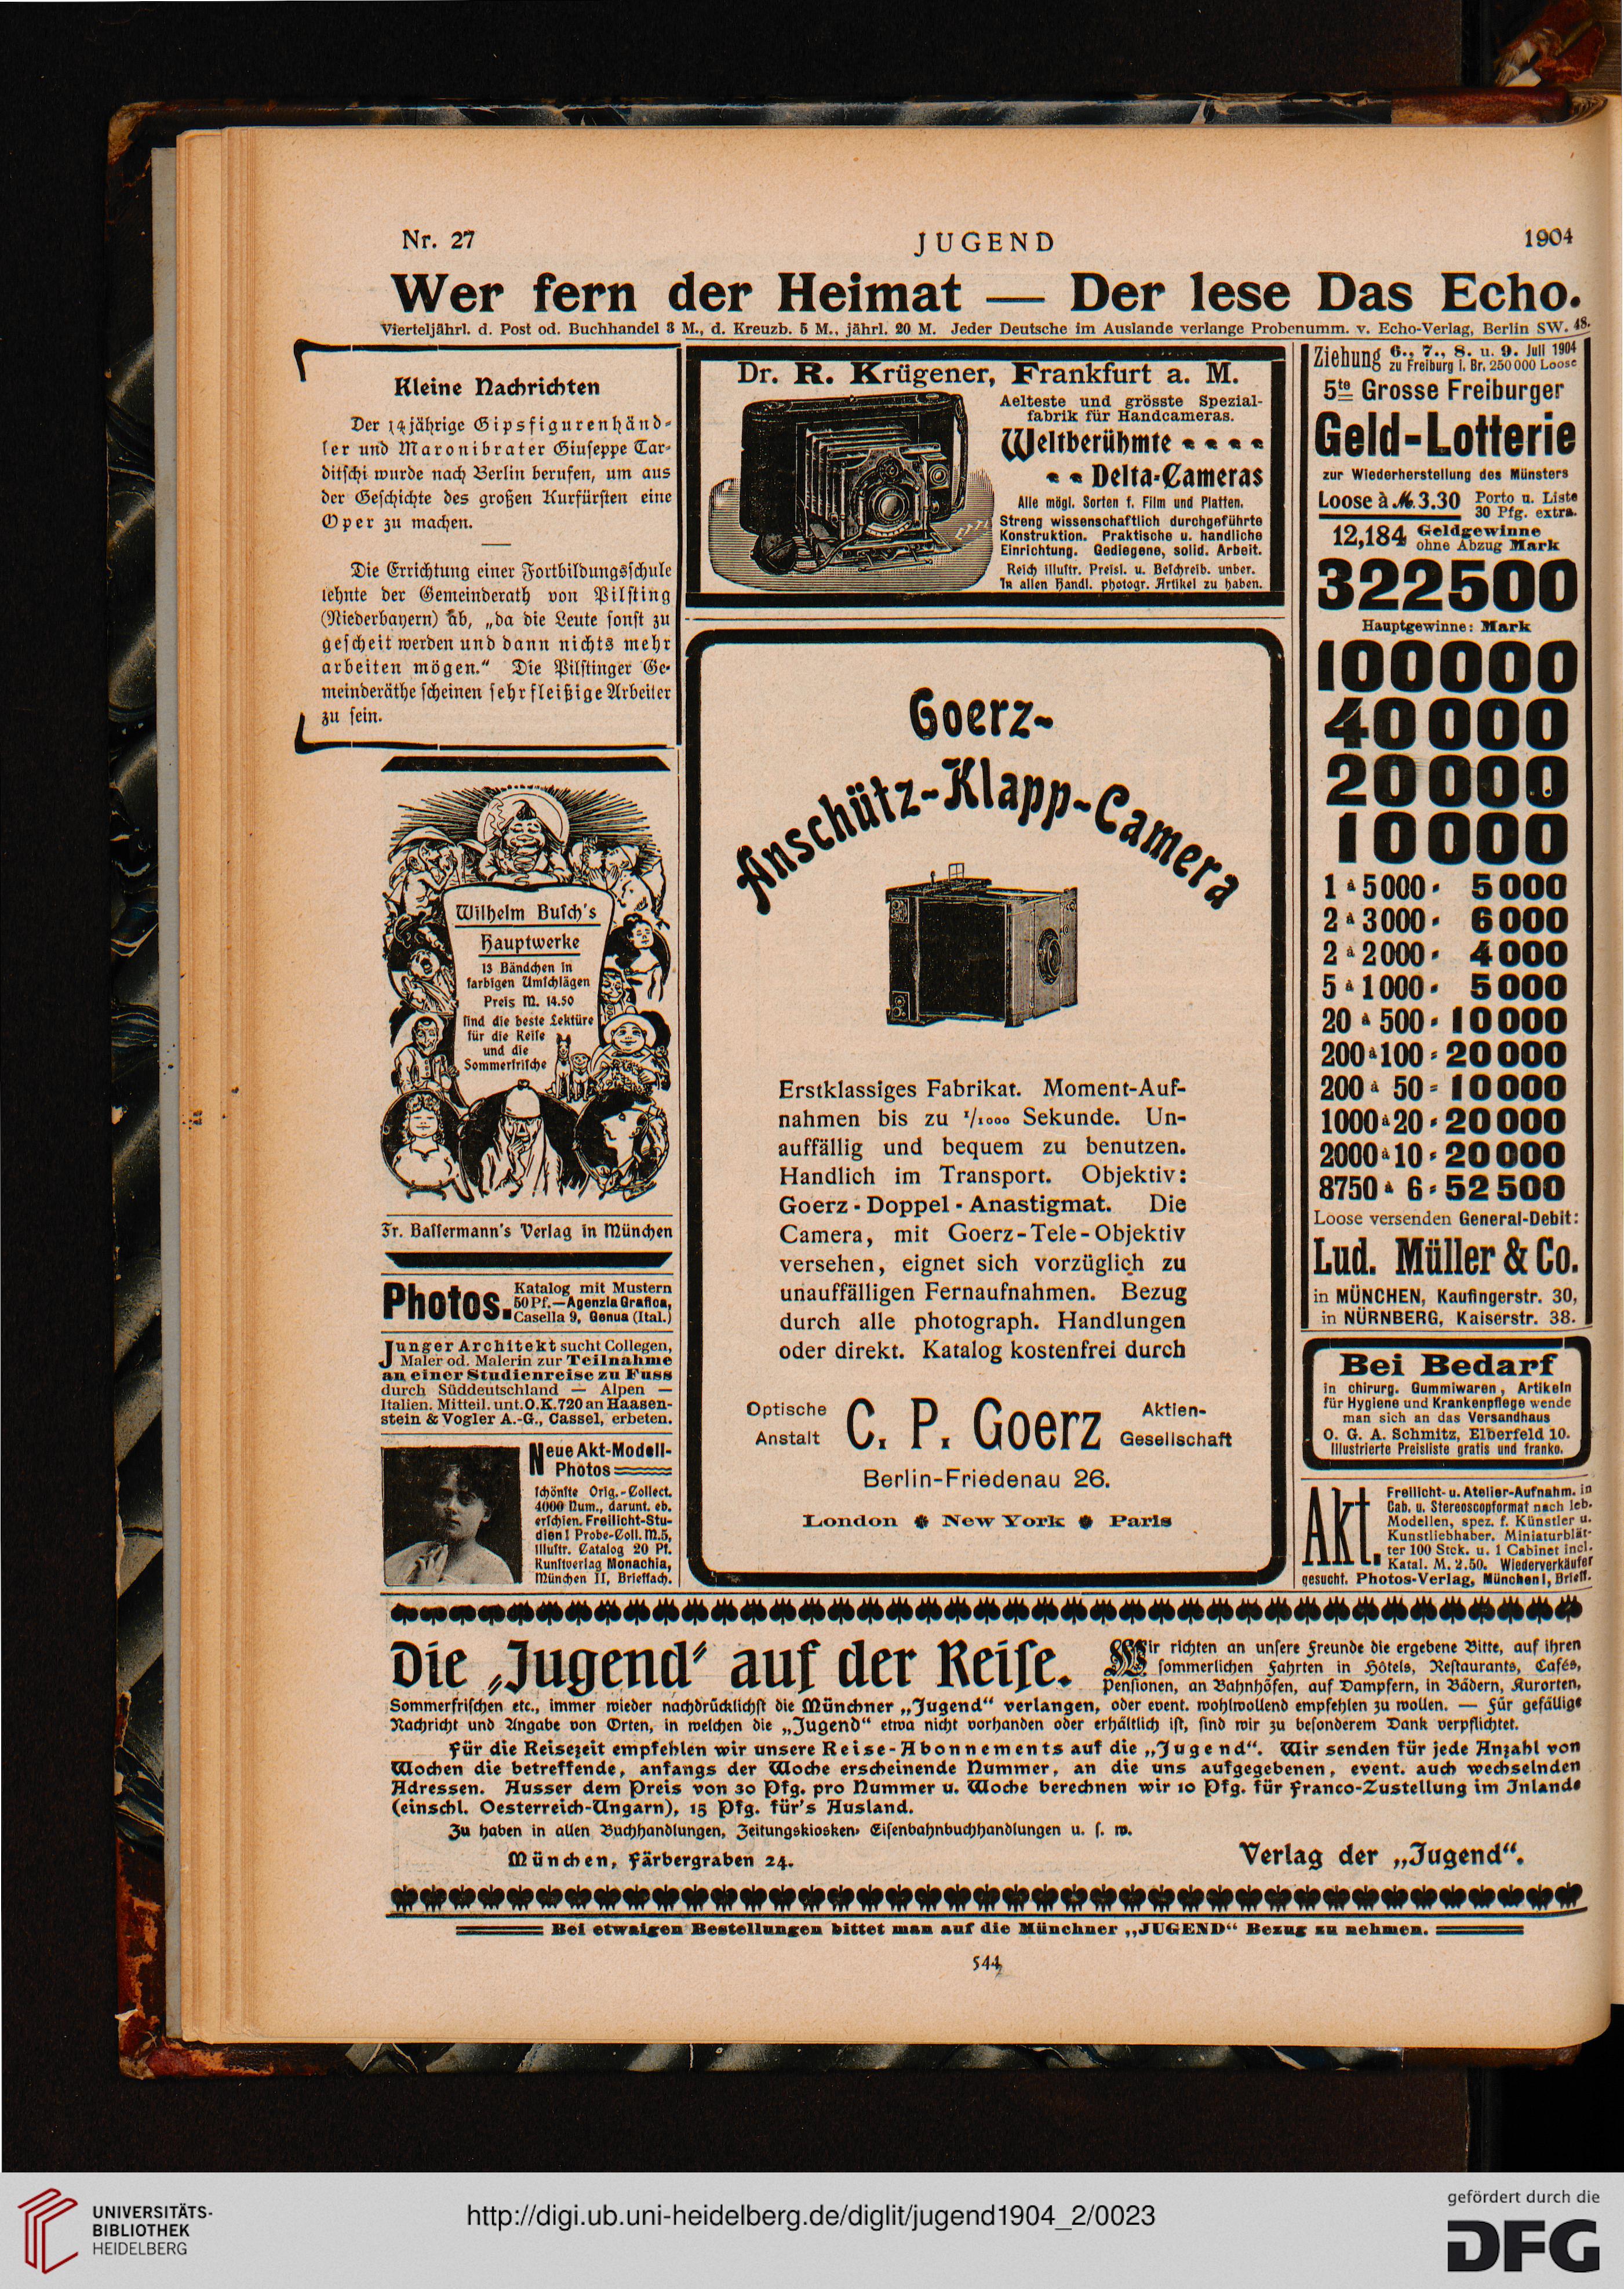 Nr. 27
JUGEND
1904
Wer fern der Heimat — Der lese Das Echo.
Vierteljährl. d. Post od. Buchhandel 3 M., d. Kreuzb. 5 M., jährl. 20 M. Jeder Deutsche im Auslande verlange Probenumm. v. Echo-Verlag, Berlin SW. 48.
Kleine Nachrichten
Der 14jährige Gipsfigurenhänd-
ler und Maronibrater Giuseppe Tar-
ditschi wurde nach Berlin berufen, um aus
der Geschichte des großen Kurfürsten eine
Oper zu machen.
Die Errichtung einer Fortbildungsschule
lehnte der Gemeinderath von Pilsting
(Niederbayern) ab, „da die Leute sonst zu
gescheit werden und dann nichts mehr
arbeiten mögen.“ Die Pilstinger Ge-
meinderäthe scheinen sehr fleißige Arbeiter
zu sein.
Wilhelm Busch's
Hauptwerke
13 Bändchen in
farbigen Umschlägen
Preis M. 14.50
sind die beste Lektüre
für die Reise
und die
Sommerfrische
Fr. Bassermann's Verlag in München
Photos.
Katalog mit Mustern
50 Pf. — Agenzia Grafica,
Casella 9, Genua (Ital.)
Junger Architekt sucht Collegen,
Maler od. Malerin zur Teilnahme
an einer Studienreise zu Fuss
durch Süddeutschland — Alpen —
Italien. Mitteil. unt. O.K.720 an Haasen-
stein & Vogler A.-G., Cassel, erbeten.
Neue Akt-Modell-
Photos
schönste Orig.-Collect.
4000 Num., darunt. eb.
erschien. Freilicht-Stu-
dien! Probe-Coll. M.5,
Illustr. Catalog 20 Pf.
Kunstverlag Monachia,
München II, Brieffach.
Dr. R. Krügener, Frankfurt a. M.
Aelteste und grösste Spezial-
fabrik für Handcameras.
Weltberühmte
Delta-Cameras
Alle mögl. Sorten f. Film und Platten.
Streng wissenschaftlich durchgeführte
Konstruktion. Praktische u. handliche
Einrichtung. Gediegene, solid. Arbeit.
Reich illustr. Preisl. u. Beschreib. unber.
In allen Handl. photogr. Artikel zu haben.
Goerz-
Anschütz-Klapp-Camera
Erstklassiges Fabrikat. Moment-Auf-
nahmen bis zu 1/1000 Sekunde. Un-
auffällig und bequem zu benutzen.
Handlich im Transport. Objektiv:
Goerz-Doppel-Anastigmat. Die
Camera, mit Goerz-Tele-Objektiv
versehen, eignet sich vorzüglich zu
unauffälligen Fernaufnahmen. Bezug
durch alle photograph. Handlungen
oder direkt. Katalog kostenfrei durch
Optische
Anstalt
C. P. Goerz
Aktien-
Gesellschaft
Berlin-Friedenau 26.
London New York Paris
Ziehung 6., 7., 8. u. 9. Juli 1904
zu Freiburg i. Br. 250000 Loose
5te Grosse Freiburger
Geld-Lotterie
zur Wiederherstellung des Münsters
Loose à M. 3.30 Porto u. Liste
30 Pfg. extra.
12,184 Geldgewinne
ohne Abzug Mark
322500
Hauptgewinne: Mark
100000
40000
20000
10000
1 à 5000 = 5000
2 à 3000 = 6000
2 à 2000 = 4000
5 à 1000 = 5000
20 à 500 = 10000
200 à 100 = 20000
200 à 50 = 10000
1000 à 20 = 20000
2000 à 10 = 20000
8750 à 6 = 52500
Loose versenden General-Debit:
Lud. Müller & Co.
in MÜNCHEN, Kaufingerstr. 30,
in NÜRNBERG, Kaiserstr. 38.
Bei Bedarf
in chirurg. Gummiwaren, Artikeln
für Hygiene und Krankenpflege wende
man sich an das Versandhaus
O. G. A. Schmitz, Elberfeld 10.
Illustrierte Preisliste gratis und franko.
Akt.
Freilicht- u. Atelier-Aufnahm. in
Cab. u. Stereoscopformat nach leb.
Modellen, spez. f. Künstler u.
Kunstliebhaber. Miniaturblät-
ter 100 Stck. u. 1 Cabinet incl.
Katal. M. 2.50. Wiederverkäufer
gesucht. Photos-Verlag, München I, Brieff.
Die „Jugend“ auf der Reise.
Wir richten an unsere Freunde die ergebene Bitte, auf ihren
sommerlichen Fahrten in Hôtels, Restaurants, Cafés,
Pensionen, an Bahnhöfen, auf Dampfern, in Bädern, Kurorten,
Sommerfrischen etc., immer wieder nachdrücklichst die Münchner „Jugend“ verlangen, oder event. wohlwollend empfehlen zu wollen. — Für gefällige
Nachricht und Angabe von Orten, in welchen die „Jugend“ etwa nicht vorhanden oder erhältlich ist, sind wir zu besonderem Dank verpflichtet.
Für die Reisezeit empfehlen wir unsere Reise-Abonnements auf die „Jugend“. Wir senden für jede Anzahl von
Wochen die betreffende, anfangs der Woche erscheinende Nummer, an die uns aufgegebenen, event. auch wechselnden
Adressen. Ausser dem Preis von 30 Pfg. pro Nummer u. Woche berechnen wir 10 Pfg. für Franco-Zustellung im Inlande
(einschl. Oesterreich-Ungarn), 15 Pfg. für's Ausland.
Zu haben in allen Buchhandlungen, Zeitungskiosken, Eisenbahnbuchhandlungen u. s. w.
München, Färbergraben 24.
Verlag der „Jugend“.
Bei etwaigen Bestellungen bittet man auf die Münchner „JUGEND“ Bezug zu nehmen.
544
UNIVERSITÄTS-
BIBLIOTHEK
HEIDELBERG
http://digi.ub.uni-heidelberg.de/diglit/jugend1904_2/0023
gefördert durch die
DFG